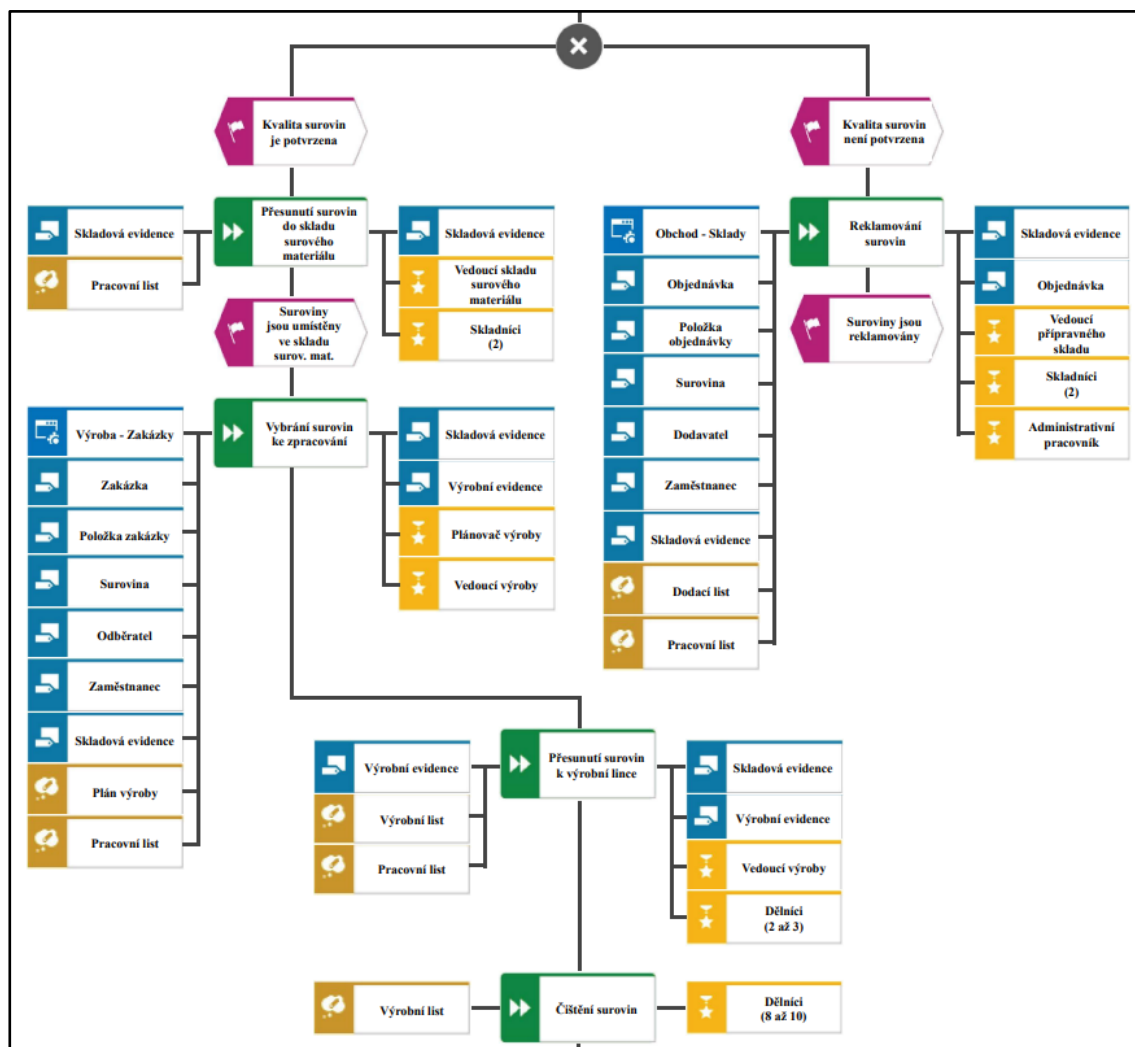 Kvalita surovin
je potvrzena
Kvalita surovin
není potvrzena
Skladová evidence
Pracovní list
Přesunutí surovin
do skladu
surového
materiálu
Skladová evidence
Vedoucí skladu
surového
materiálu
Skladníci
(2)
Suroviny
jsou umístěny
ve skladu
surov. mat.
Obchod - Sklady
Objednávka
Položka
objednávky
Surovina
Dodavatel
Zaměstnanec
Skladová evidence
Dodací list
Pracovní list
Reklamování
surovin
Suroviny jsou
reklamovány
Skladová evidence
Objednávka
Vedoucí
přípravného
skladu
Skladníci
(2)
Administrativní
pracovník
Výroba - Zakázky
Zakázka
Položka zakázky
Surovina
Odběratel
Zaměstnanec
Skladová evidence
Plán výroby
Pracovní list
Vybrání surovin
ke zpracování
Skladová evidence
Výrobní evidence
Plánovač výroby
Vedoucí výroby
Výrobní evidence
Výrobní list
Pracovní list
Přesunutí surovin
k výrobní lince
Skladová evidence
Výrobní evidence
Vedoucí výroby
Dělníci
(2 až 3)
Výrobní list
Čištění surovin
Dělníci
(8 až 10)